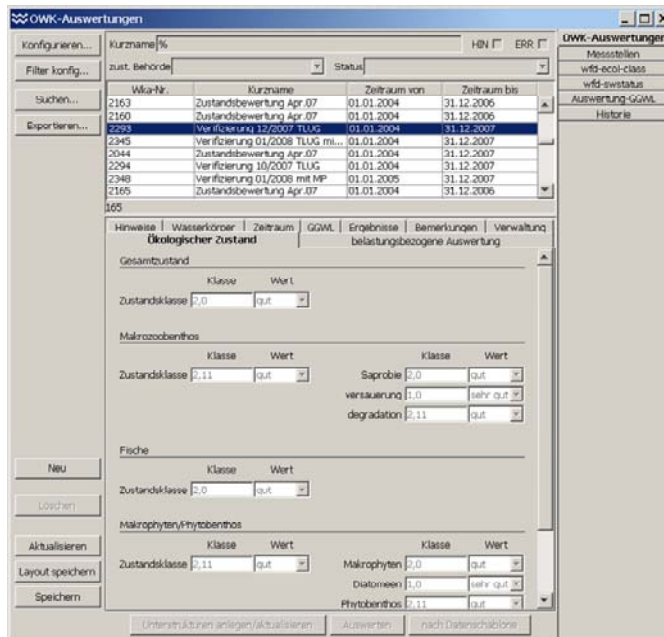 OWK-Auswertungen
Konfigurieren...
Filter konfig...
Suchen...
Exportieren...
Kurzname % HIN ERR
zust. Behörde Status
Wka-Nr. Kurzname Zeitraum von Zeitraum bis
2163 Zustandsbewertung Apr.07 01.01.2004 31.12.2006
2160 Zustandsbewertung Apr.07 01.01.2004 31.12.2006
2293 Verifizierung 12/2007 TLUG 01.01.2004 31.12.2007
2345 Verifizierung 01/2008 TLUG mi... 01.01.2004 31.12.2007
2044 Zustandsbewertung Apr.07 01.01.2004 31.12.2006
2294 Verifizierung 10/2007 TLUG 01.01.2004 31.12.2007
2348 Verifizierung 01/2008 mit MP 01.01.2005 31.12.2007
2165 Zustandsbewertung Apr.07 01.01.2004 31.12.2006
165
Hinweise Wasserkörper Zeitraum GGWL Ergebnisse Bemerkungen Verwaltung
Ökologischer Zustand belastungsbezogene Auswertung
Gesamtzustand
Klasse Wert
Zustandsklasse 2,0 gut
Makrozoobenthos
Klasse Wert Klasse Wert
Zustandsklasse 2,11 gut Saprobie 2,0 gut
versauerung 1,0 sehr gut
degradation 2,11 gut
Fische
Klasse Wert
Zustandsklasse 2,0 gut
Makrophyten/Phytobenthos
Klasse Wert Klasse Wert
Zustandsklasse 2,11 gut Makrophyten 2,0 gut
Diatomeen 1,0 sehr gut
Phytobenthos 2,11 gut
Neu
Löschen
Aktualisieren
Layout speichern
Speichern
Unterstrukturen anlegen/aktualisieren Auswerten nach Datenschablone
OWK-Auswertungen
Messstellen
wfd-ecol-class
wfd-swstatus
Auswertung-GGWL
Historie